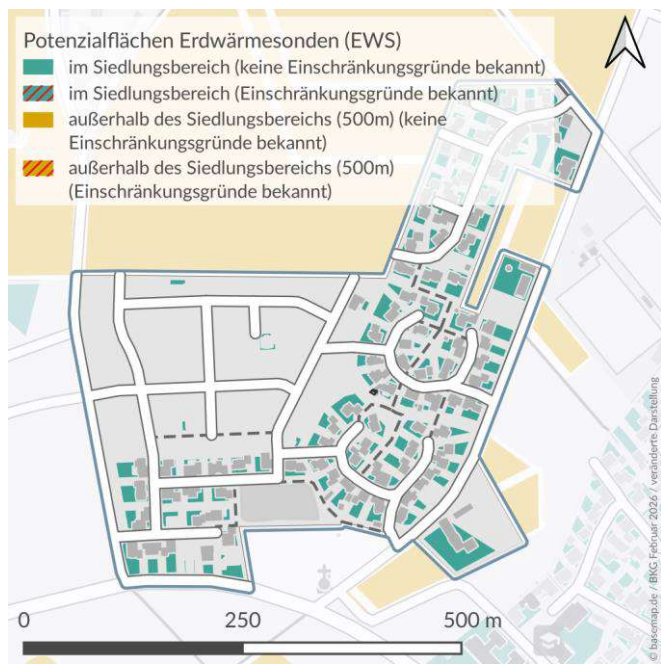 Potenzialflächen Erdwärmesonden (EWS)
im Siedlungsbereich (keine Einschränkungsgründe bekannt)
im Siedlungsbereich (Einschränkungsgründe bekannt)
außerhalb des Siedlungsbereichs (500m) (keine
Einschränkungsgründe bekannt)
außerhalb des Siedlungsbereichs (500m)
(Einschränkungsgründe bekannt)
0 250 500 m
© basemap.de / BKG Februar 2026 / veränderte Darstellung